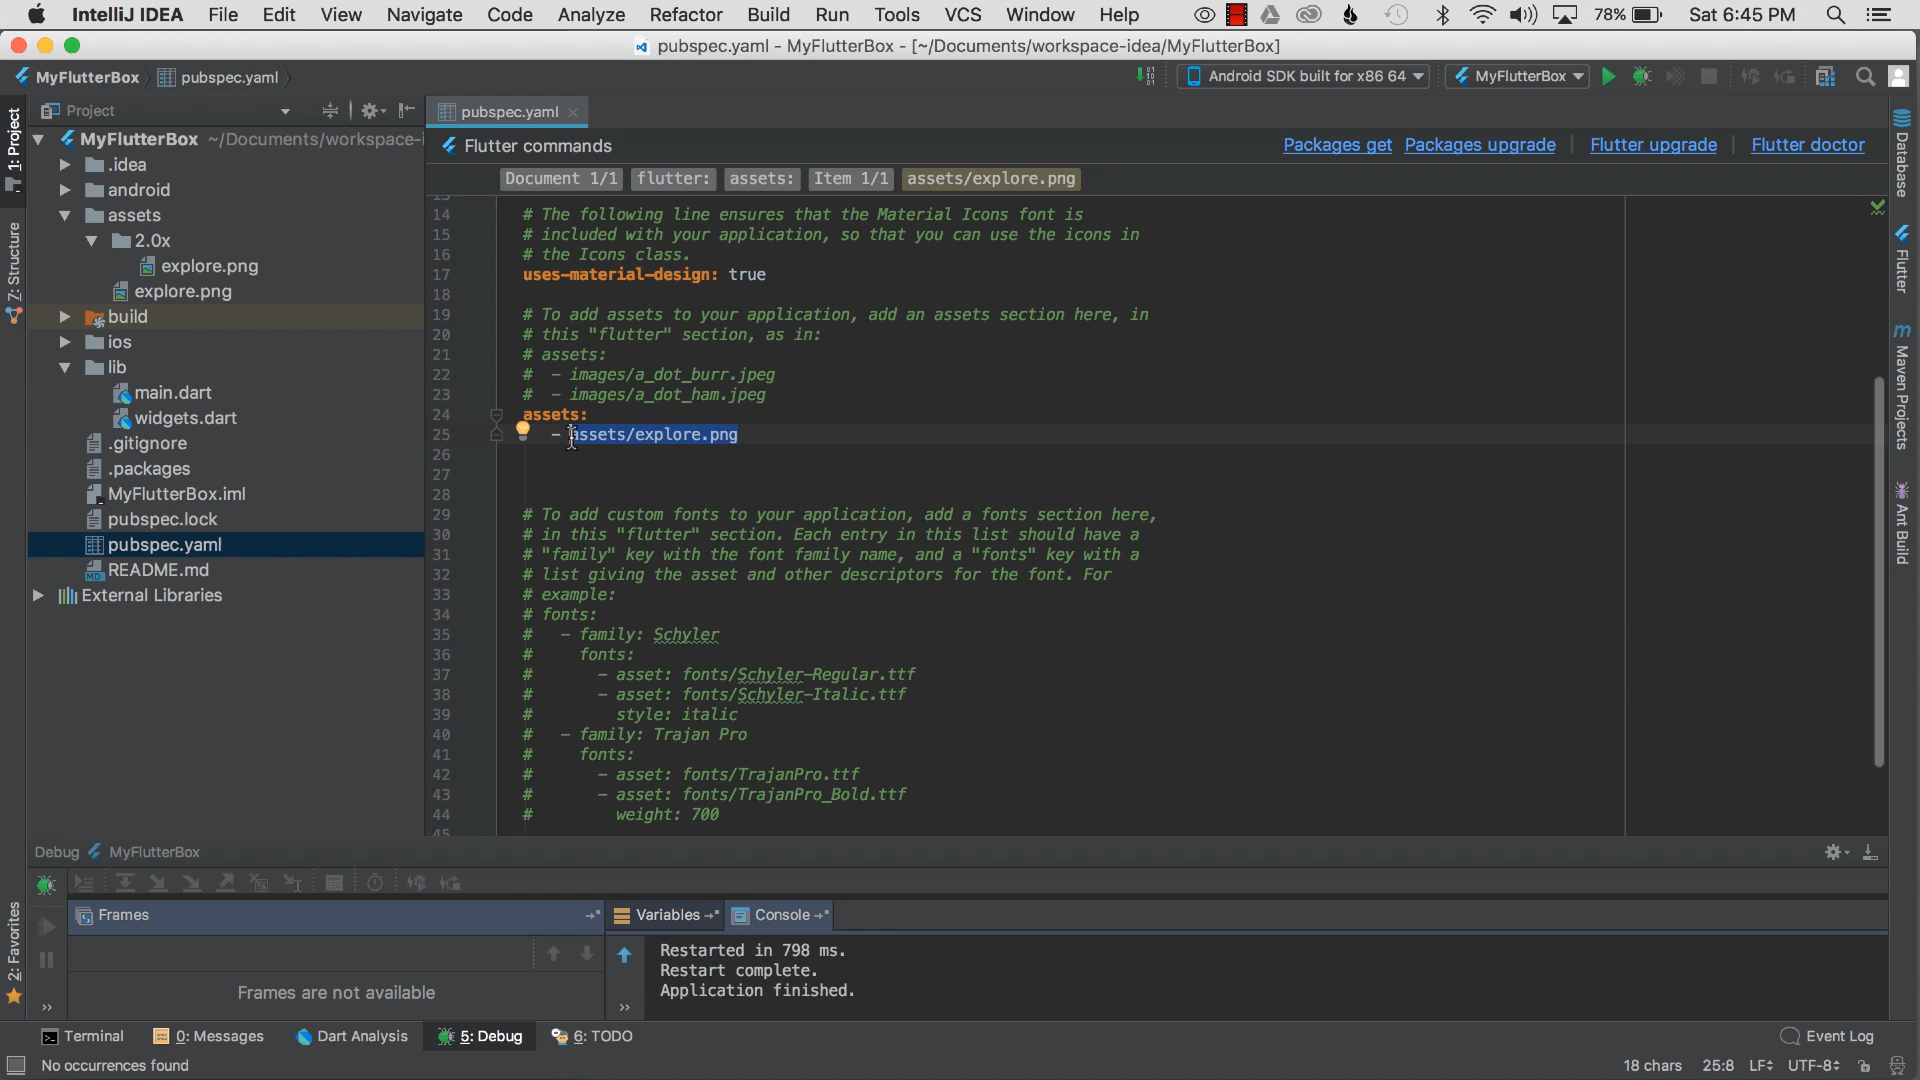 IntelliJ IDEA File Edit View Navigate Code Analyze Refactor Build Run Tools VCS Window Help 78% Sat 6:45 PM
pubspec.yaml - MyFlutterBox - [~/Documents/workspace-idea/MyFlutterBox]
MyFlutterBox pubspec.yaml Android SDK built for x86 64 MyFlutterBox
Project pubspec.yaml
1: Project
Z: Structure
2: Favorites
MyFlutterBox ~/Documents/workspace-i
.idea
android
assets
2.0x
explore.png
explore.png
build
ios
lib
main.dart
widgets.dart
.gitignore
.packages
MyFlutterBox.iml
pubspec.lock
pubspec.yaml
README.md
External Libraries
Flutter commands Packages get Packages upgrade Flutter upgrade Flutter doctor
Document 1/1 flutter: assets: Item 1/1 assets/explore.png
14 # The following line ensures that the Material Icons font is
15 # included with your application, so that you can use the icons in
16 # the Icons class.
17 uses-material-design: true
18
19 # To add assets to your application, add an assets section here, in
20 # this "flutter" section, as in:
21 # assets:
22 #  - images/a_dot_burr.jpeg
23 #  - images/a_dot_ham.jpeg
24 assets:
25   - assets/explore.png
26
27
28
29 # To add custom fonts to your application, add a fonts section here,
30 # in this "flutter" section. Each entry in this list should have a
31 # "family" key with the font family name, and a "fonts" key with a
32 # list giving the asset and other descriptors for the font. For
33 # example:
34 # fonts:
35 #   - family: Schyler
36 #     fonts:
37 #       - asset: fonts/Schyler-Regular.ttf
38 #       - asset: fonts/Schyler-Italic.ttf
39 #         style: italic
40 #   - family: Trajan Pro
41 #     fonts:
42 #       - asset: fonts/TrajanPro.ttf
43 #       - asset: fonts/TrajanPro_Bold.ttf
44 #         weight: 700
45
Database
Flutter
m Maven Projects
Ant Build
Debug MyFlutterBox
Frames Variables Console
Frames are not available
Restarted in 798 ms.
Restart complete.
Application finished.
Terminal 0: Messages Dart Analysis 5: Debug 6: TODO Event Log
No occurrences found 18 chars 25:8 LF UTF-8